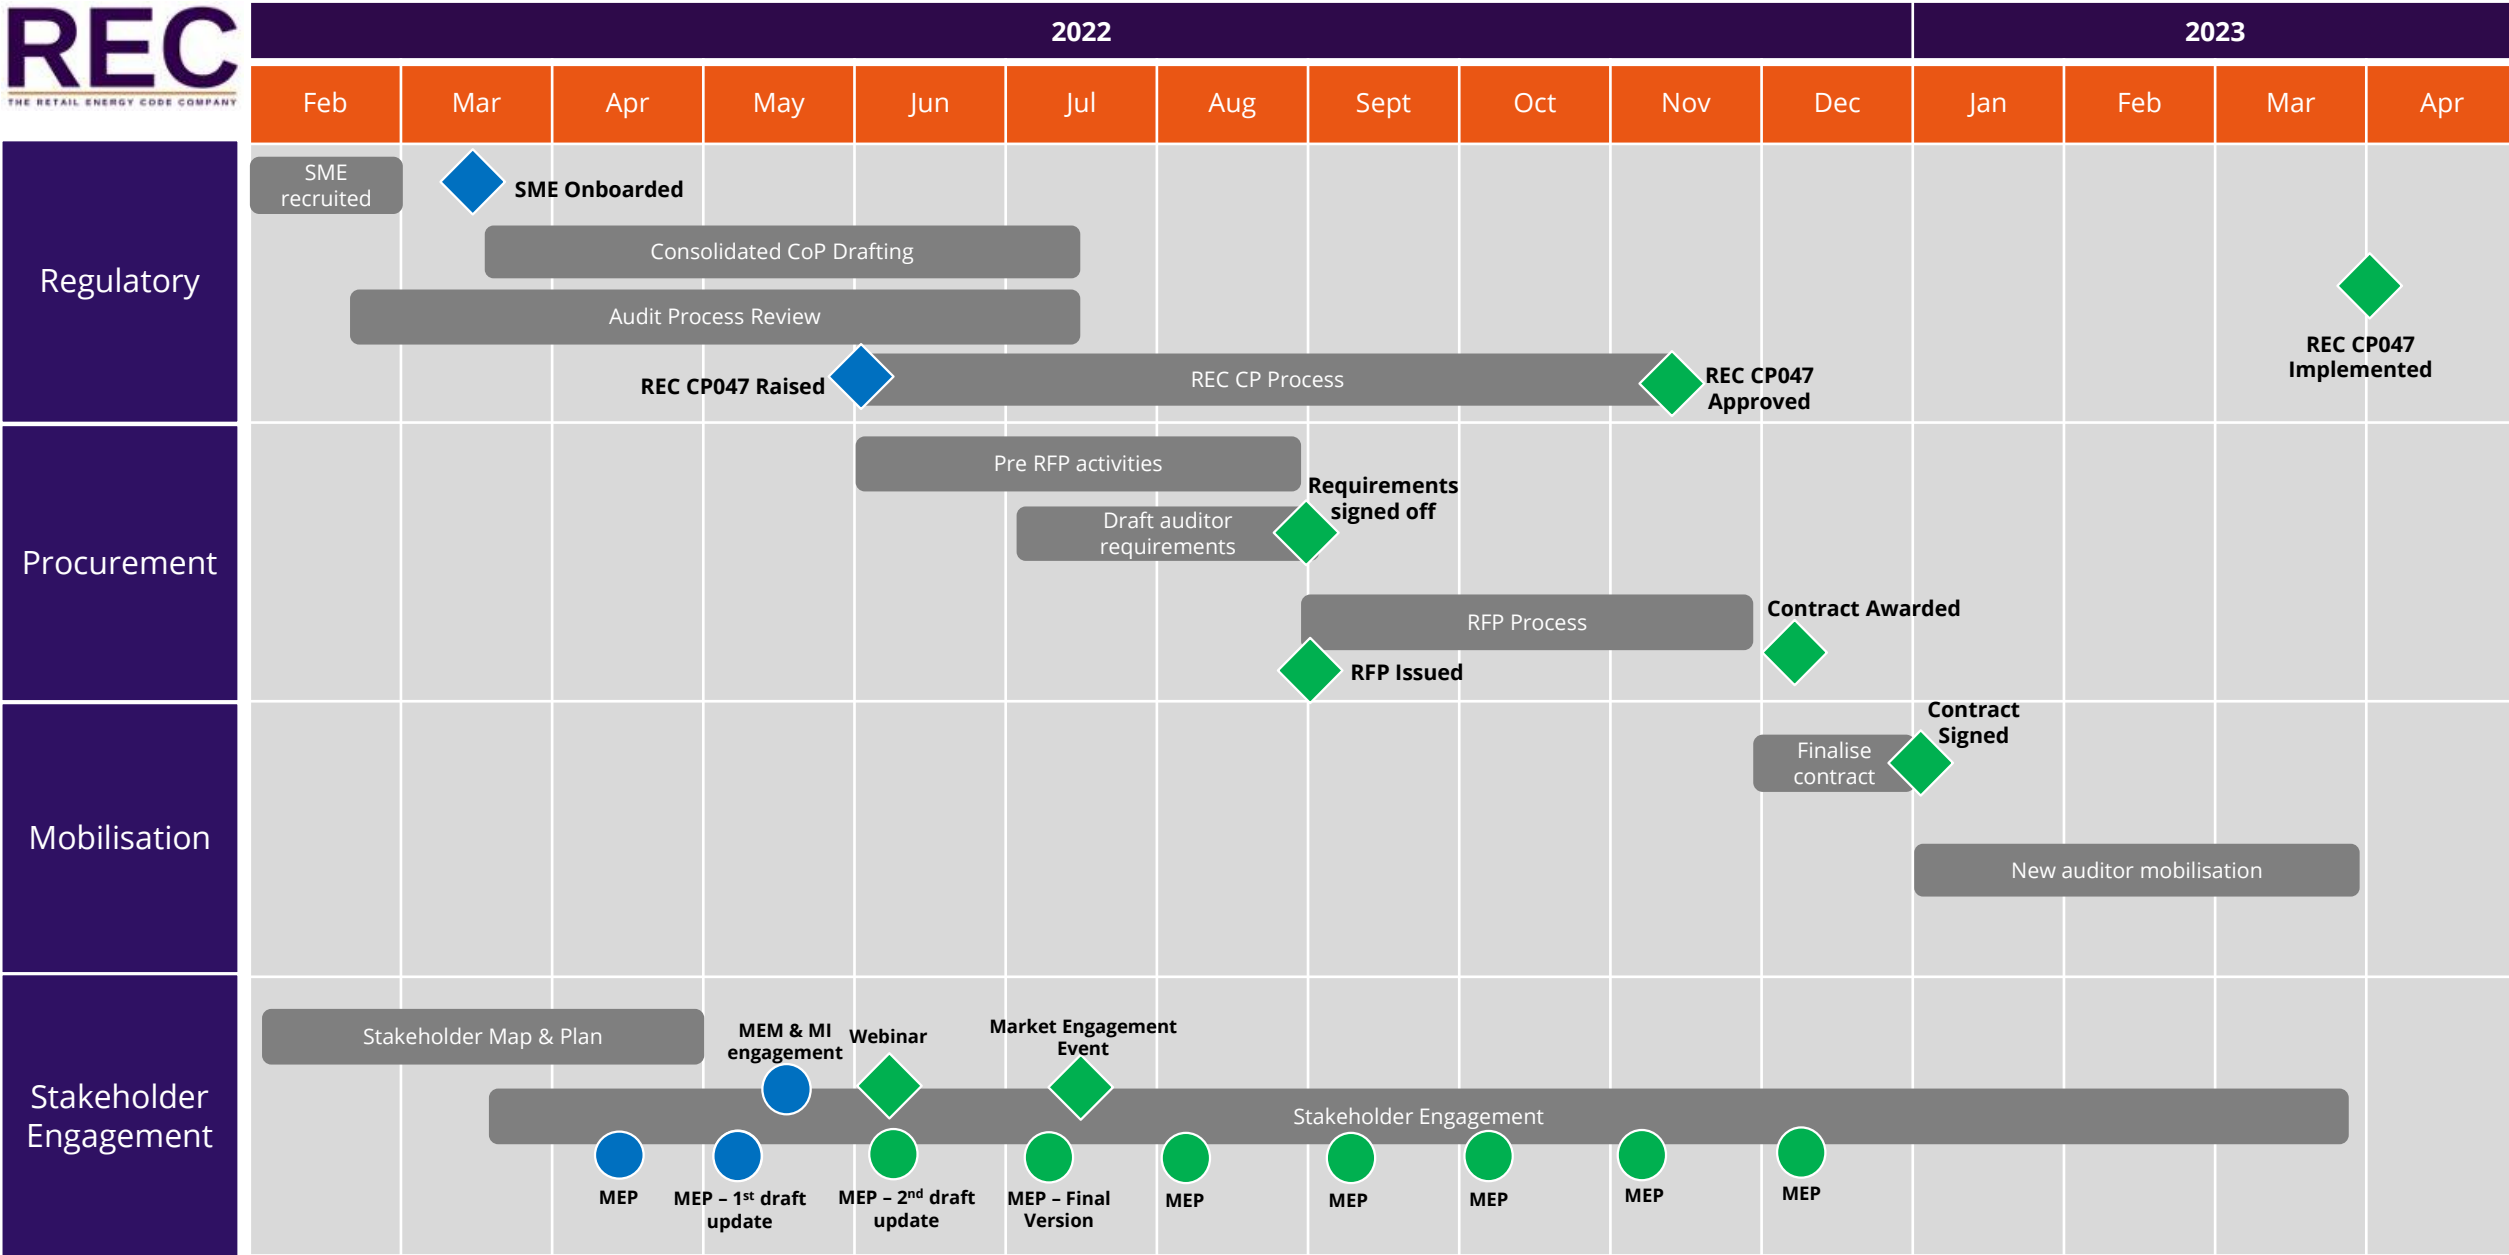 REC
THE RETAIL ENERGY CODE COMPANY
2022
2023
Feb
Mar
Apr
May
Jun
Jul
Aug
Sept
Oct
Nov
Dec
Jan
Feb
Mar
Apr
Regulatory
SME
recruited
SME Onboarded
Consolidated CoP Drafting
Audit Process Review
REC CP047 Raised
REC CP Process
REC CP047
Approved
REC CP047
Implemented
Procurement
Pre RFP activities
Requirements
signed off
Draft auditor
requirements
RFP Process
Contract Awarded
RFP Issued
Mobilisation
Contract
Signed
Finalise
contract
New auditor mobilisation
Stakeholder
Engagement
Stakeholder Map & Plan
MEM & MI
engagement
Webinar
Market Engagement
Event
Stakeholder Engagement
MEP
MEP – 1st draft
update
MEP – 2nd draft
update
MEP – Final
Version
MEP
MEP
MEP
MEP
MEP